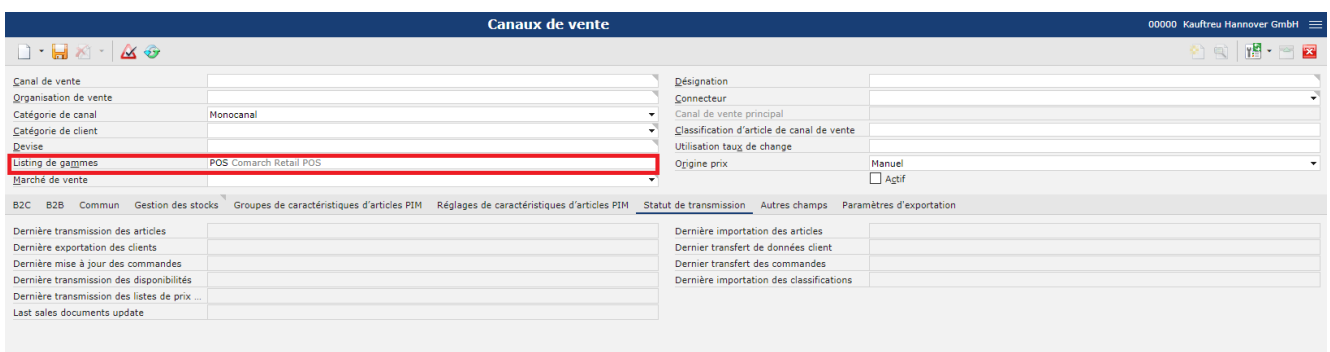 Canaux de vente
00000 Kauftreu Hannover GmbH
Canal de vente
Désignation
Organisation de vente
Connecteur
Catégorie de canal Monocanal
Canal de vente principal
Catégorie de client
Classification d'article de canal de vente
Devise
Utilisation taux de change
Listing de gammes POS Comarch Retail POS
Origine prix Manuel
Marché de vente
Actif
B2C B2B Commun Gestion des stocks Groupes de caractéristiques d'articles PIM Réglages de caractéristiques d'articles PIM Statut de transmission Autres champs Paramètres d'exportation
Dernière transmission des articles
Dernière importation des articles
Dernière exportation des clients
Dernier transfert de données client
Dernière mise à jour des commandes
Dernier transfert des commandes
Dernière transmission des disponibilités
Dernière importation des classifications
Dernière transmission des listes de prix ...
Last sales documents update